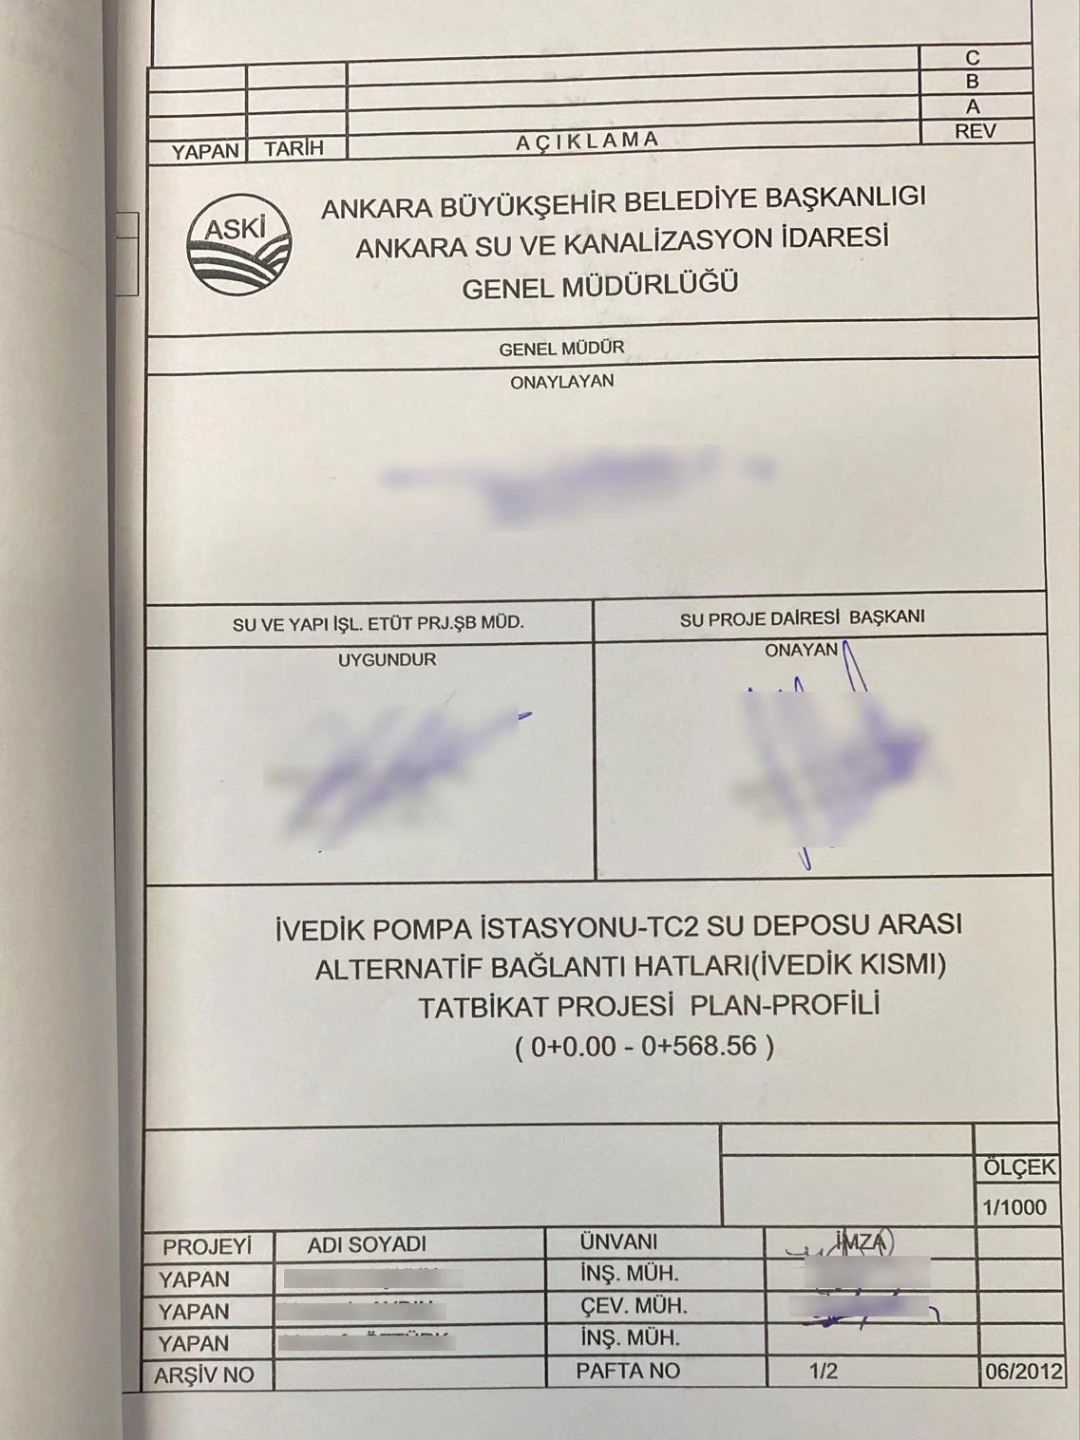 C
B
A
YAPAN TARİH AÇIKLAMA REV
ASKİ
ANKARA BÜYÜKŞEHİR BELEDİYE BAŞKANLIGI
ANKARA SU VE KANALİZASYON İDARESİ
GENEL MÜDÜRLÜĞÜ
GENEL MÜDÜR
ONAYLAYAN
SU VE YAPI İŞL. ETÜT PRJ.ŞB MÜD. SU PROJE DAİRESİ BAŞKANI
UYGUNDUR ONAYAN
İVEDİK POMPA İSTASYONU-TC2 SU DEPOSU ARASI
ALTERNATİF BAĞLANTI HATLARI(İVEDİK KISMI)
TATBİKAT PROJESİ PLAN-PROFİLİ
( 0+0.00 - 0+568.56 )
ÖLÇEK
1/1000
PROJEYİ ADI SOYADI ÜNVANI İMZA
YAPAN İNŞ. MÜH.
YAPAN ÇEV. MÜH.
YAPAN İNŞ. MÜH.
ARŞİV NO PAFTA NO 1/2 06/2012